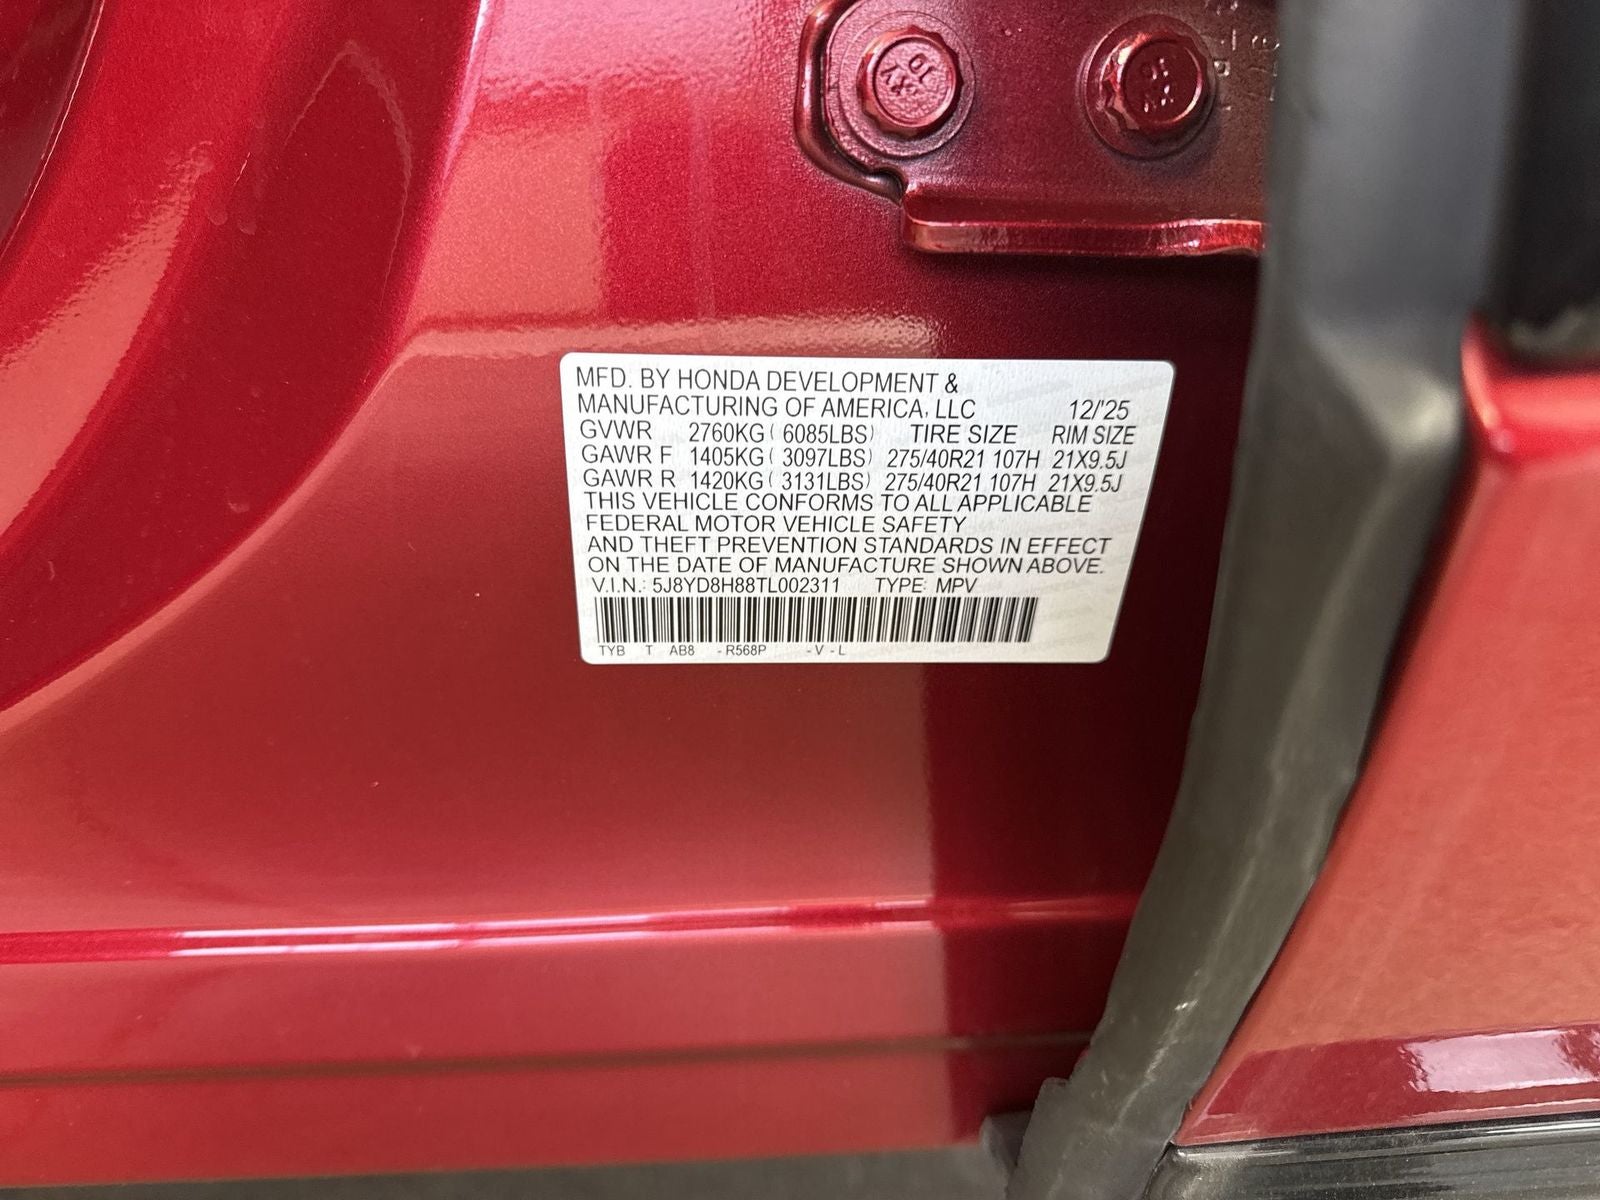 MFD. BY HONDA DEVELOPMENT &
MANUFACTURING OF AMERICA, LLC 12/'25
GVWR 2760KG ( 6085LBS) TIRE SIZE RIM SIZE
GAWR F 1405KG ( 3097LBS) 275/40R21 107H 21X9.5J
GAWR R 1420KG ( 3131LBS) 275/40R21 107H 21X9.5J
THIS VEHICLE CONFORMS TO ALL APPLICABLE
FEDERAL MOTOR VEHICLE SAFETY
AND THEFT PREVENTION STANDARDS IN EFFECT
ON THE DATE OF MANUFACTURE SHOWN ABOVE.
V.I.N.: 5J8YD8H88TL002311 TYPE: MPV
TYB T AB8 - R568P - V - L